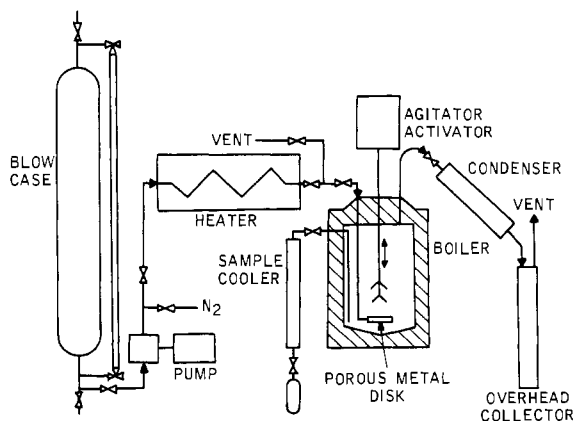 BLOW
CASE
VENT
HEATER
N2
PUMP
SAMPLE
COOLER
AGITATOR
ACTIVATOR
BOILER
POROUS METAL
DISK
CONDENSER
VENT
OVERHEAD
COLLECTOR